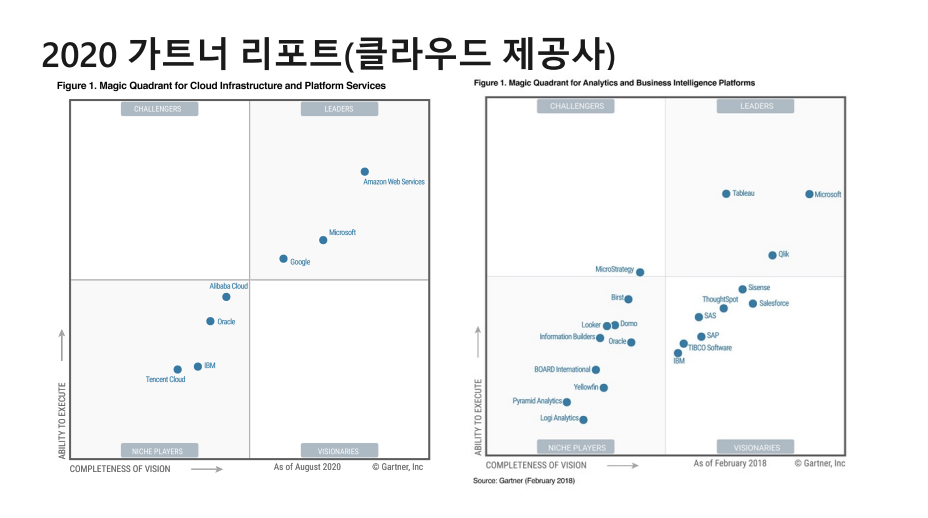 2020 가트너 리포트(클라우드 제공사)
Figure 1. Magic Quadrant for Cloud Infrastructure and Platform Services
CHALLENGERS
LEADERS
Amazon Web Services
Microsoft
Google
Alibaba Cloud
Oracle
IBM
Tencent Cloud
ABILITY TO EXECUTE
NICHE PLAYERS
VISIONARIES
COMPLETENESS OF VISION
As of August 2020
© Gartner, Inc
Figure 1. Magic Quadrant for Analytics and Business Intelligence Platforms
CHALLENGERS
LEADERS
Tableau
Microsoft
Qlik
MicroStrategy
Birst
Sisense
ThoughtSpot
Salesforce
Looker
Domo
SAS
Information Builders
Oracle
SAP
TIBCO Software
IBM
BOARD International
Yellowfin
Pyramid Analytics
Logi Analytics
ABILITY TO EXECUTE
NICHE PLAYERS
VISIONARIES
COMPLETENESS OF VISION
As of February 2018
© Gartner, Inc
Source: Gartner (February 2018)